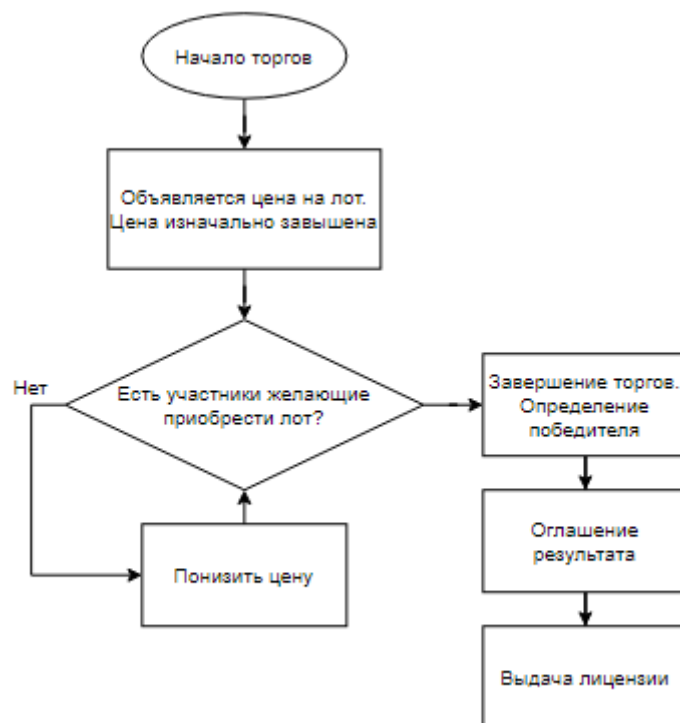 Начало торгов
Объявляется цена на лот.
Цена изначально завышена
Есть участники желающие
приобрести лот?
Нет
Понизить цену
Завершение торгов.
Определение
победителя
Оглашение
результата
Выдача лицензии